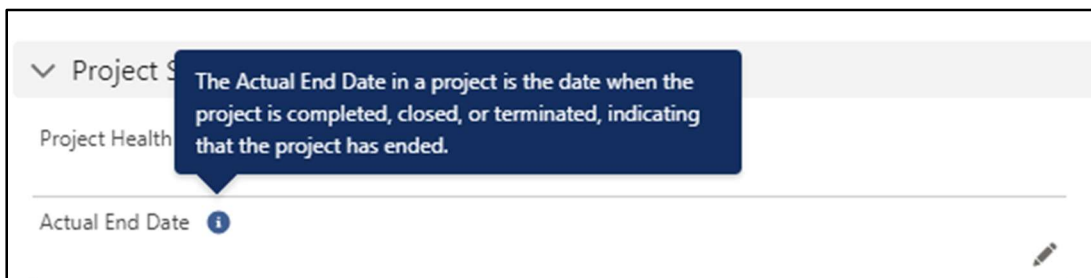 Project S
The Actual End Date in a project is the date when the
project is completed, closed, or terminated, indicating
that the project has ended.
Project Health
Actual End Date